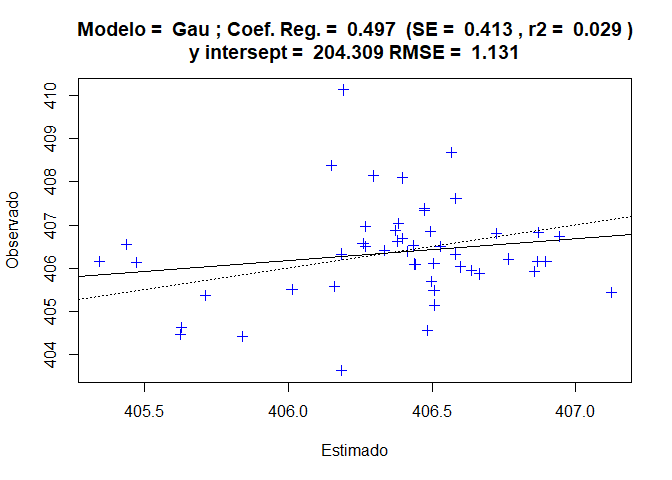 Modelo = Gau ; Coef. Reg. = 0.497 (SE = 0.413 , r2 = 0.029 )
y intersept = 204.309 RMSE = 1.131
410
409
408
407
406
405
404
Observado
405.5 406.0 406.5 407.0
Estimado